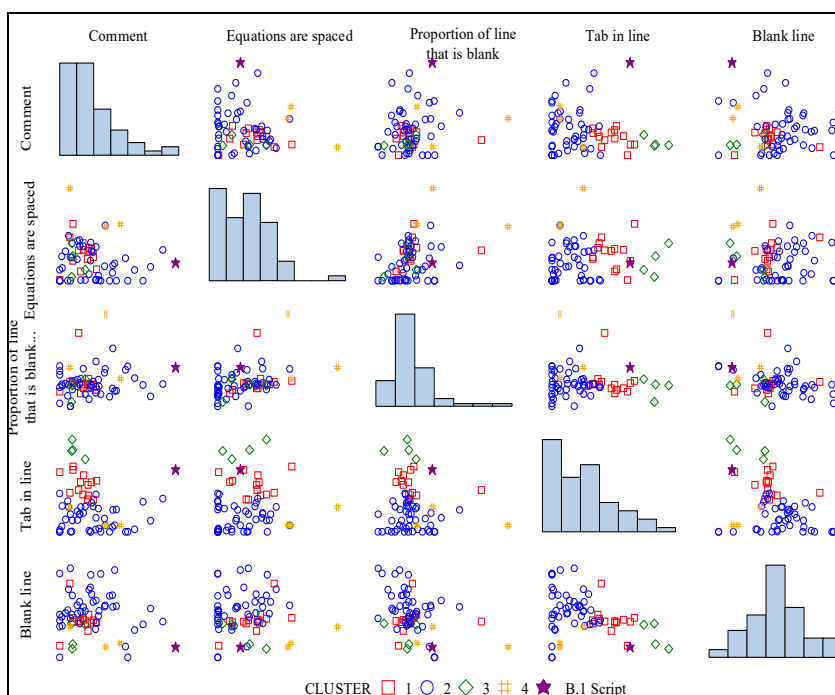 Comment
Equations are spaced
Proportion of line
that is blank
Tab in line
Blank line
Comment
Equations are spaced
Proportion of line
that is blank...
Tab in line
Blank line
CLUSTER 1 2 3 4 B.1 Script